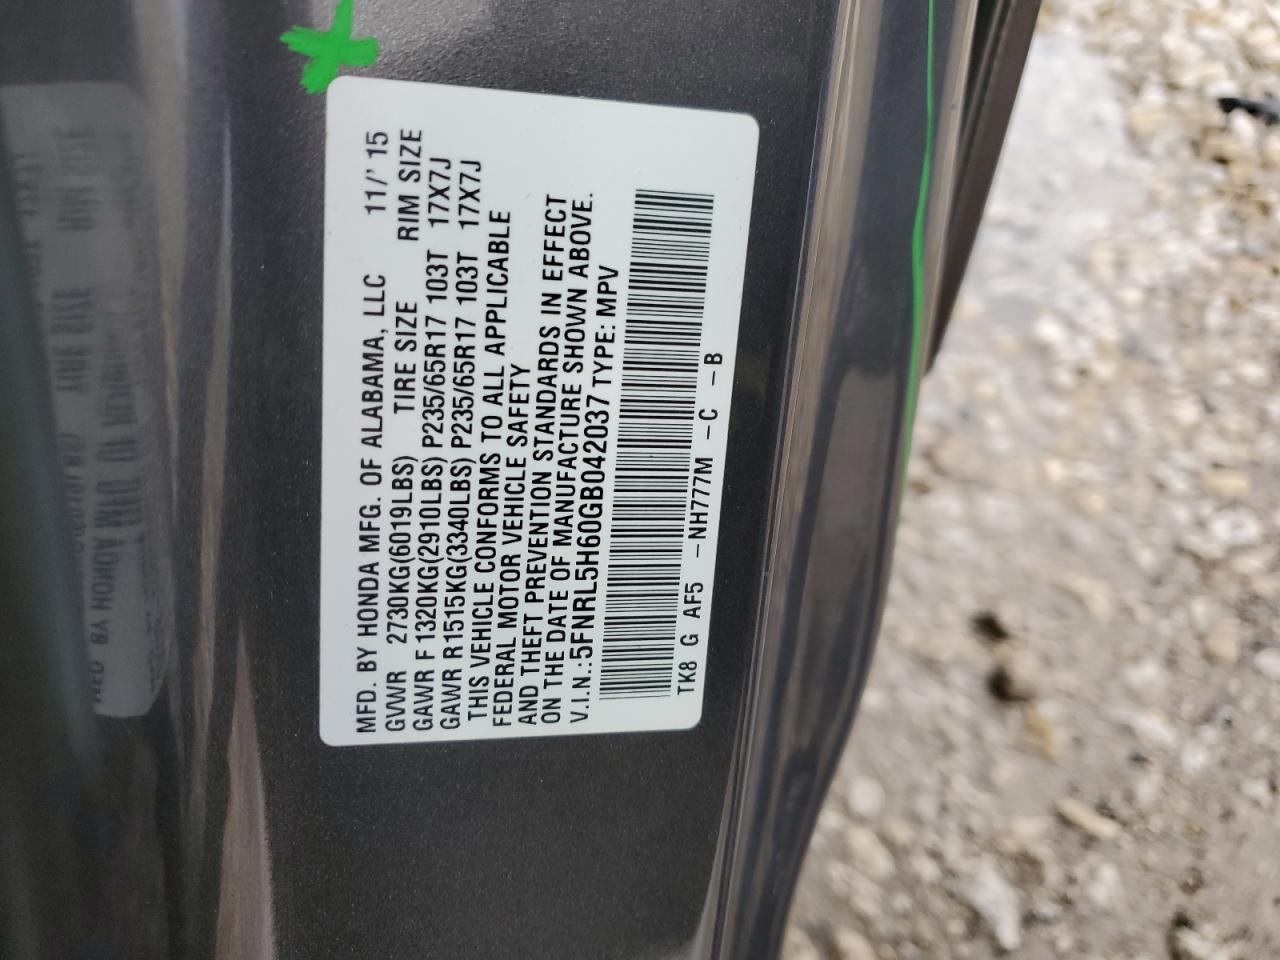 MFD. BY HONDA MFG. OF ALABAMA, LLC 11/' 15
GVWR 2730KG(6019LBS) TIRE SIZE RIM SIZE
GAWR F 1320KG(2910LBS) P235/65R17 103T 17X7J
GAWR R1515KG(3340LBS) P235/65R17 103T 17X7J
THIS VEHICLE CONFORMS TO ALL APPLICABLE
FEDERAL MOTOR VEHICLE SAFETY
AND THEFT PREVENTION STANDARDS IN EFFECT
ON THE DATE OF MANUFACTURE SHOWN ABOVE.
V.I.N.:5FNRL5H60GB042037 TYPE: MPV
TK8 G AF5 -NH777M -C -B